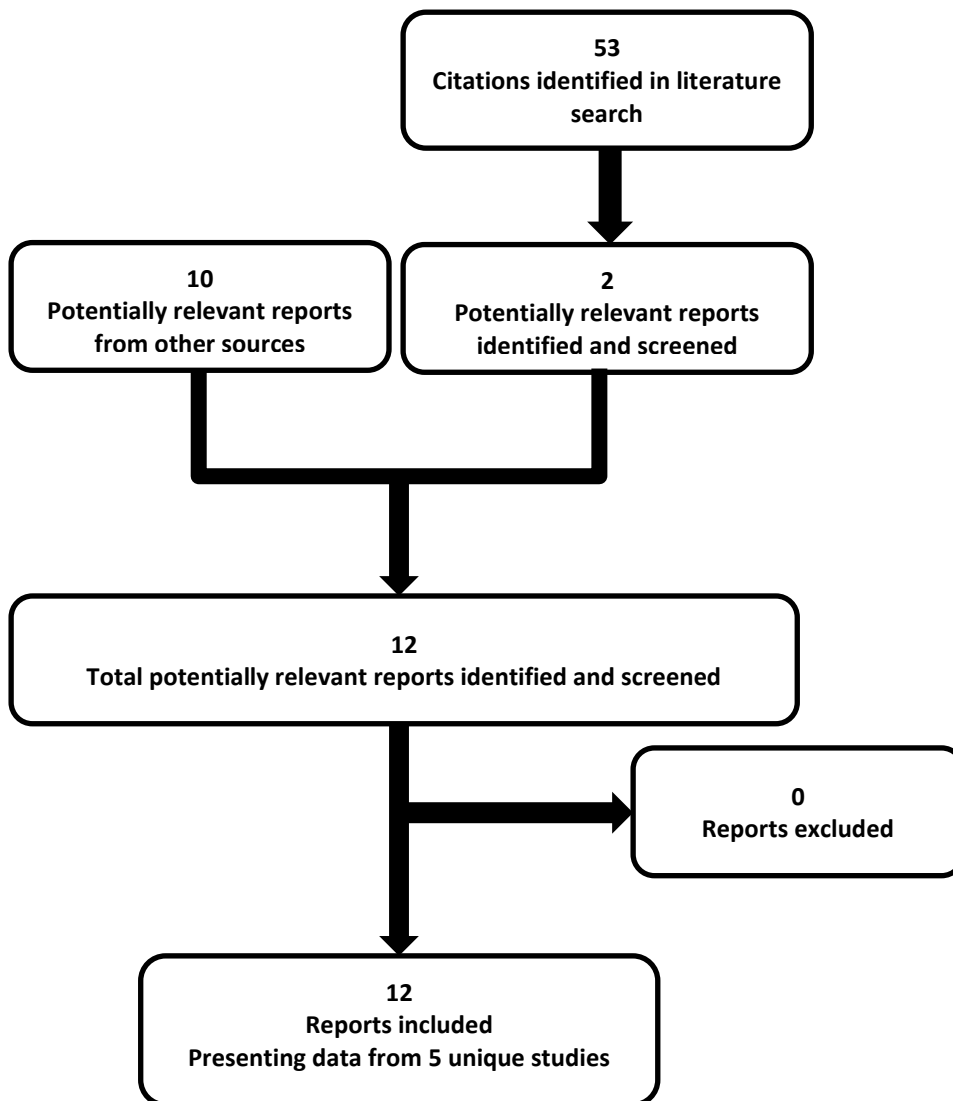 53
Citations identified in literature
search
10
Potentially relevant reports
from other sources
2
Potentially relevant reports
identified and screened
12
Total potentially relevant reports identified and screened
0
Reports excluded
12
Reports included
Presenting data from 5 unique studies